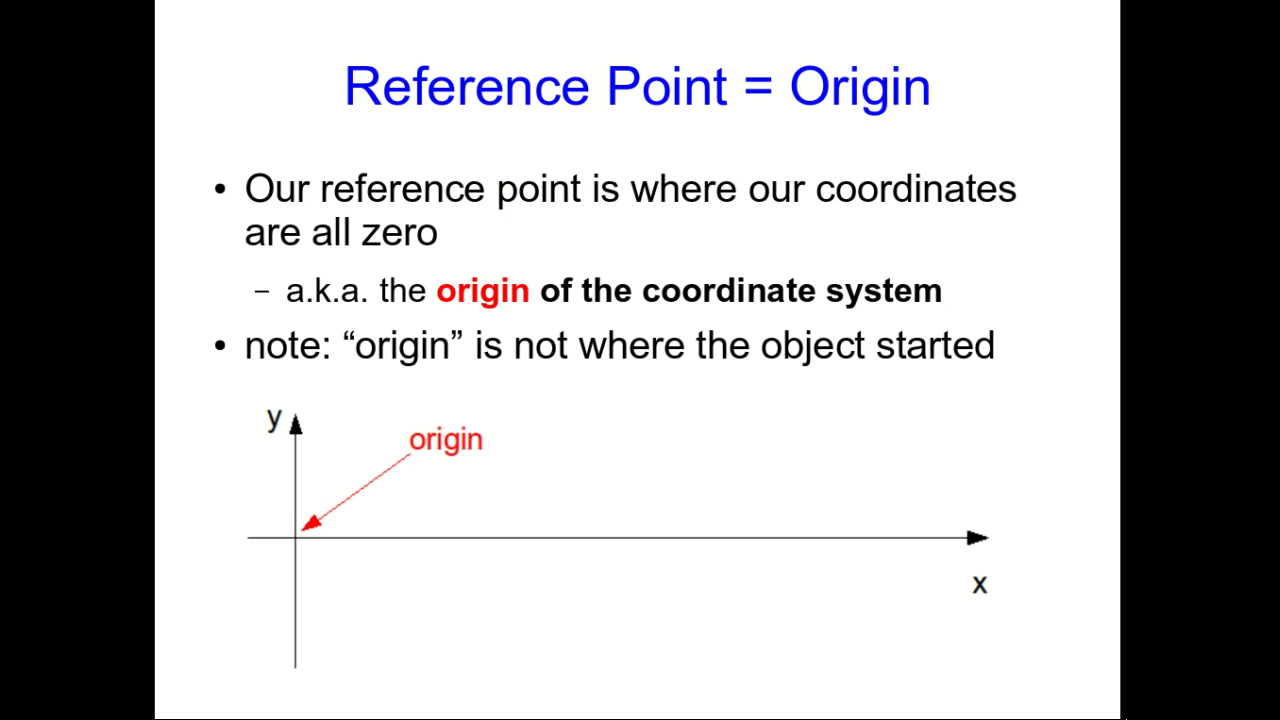 Reference Point = Origin
• Our reference point is where our coordinates
are all zero
– a.k.a. the origin of the coordinate system
• note: “origin” is not where the object started
y
origin
x